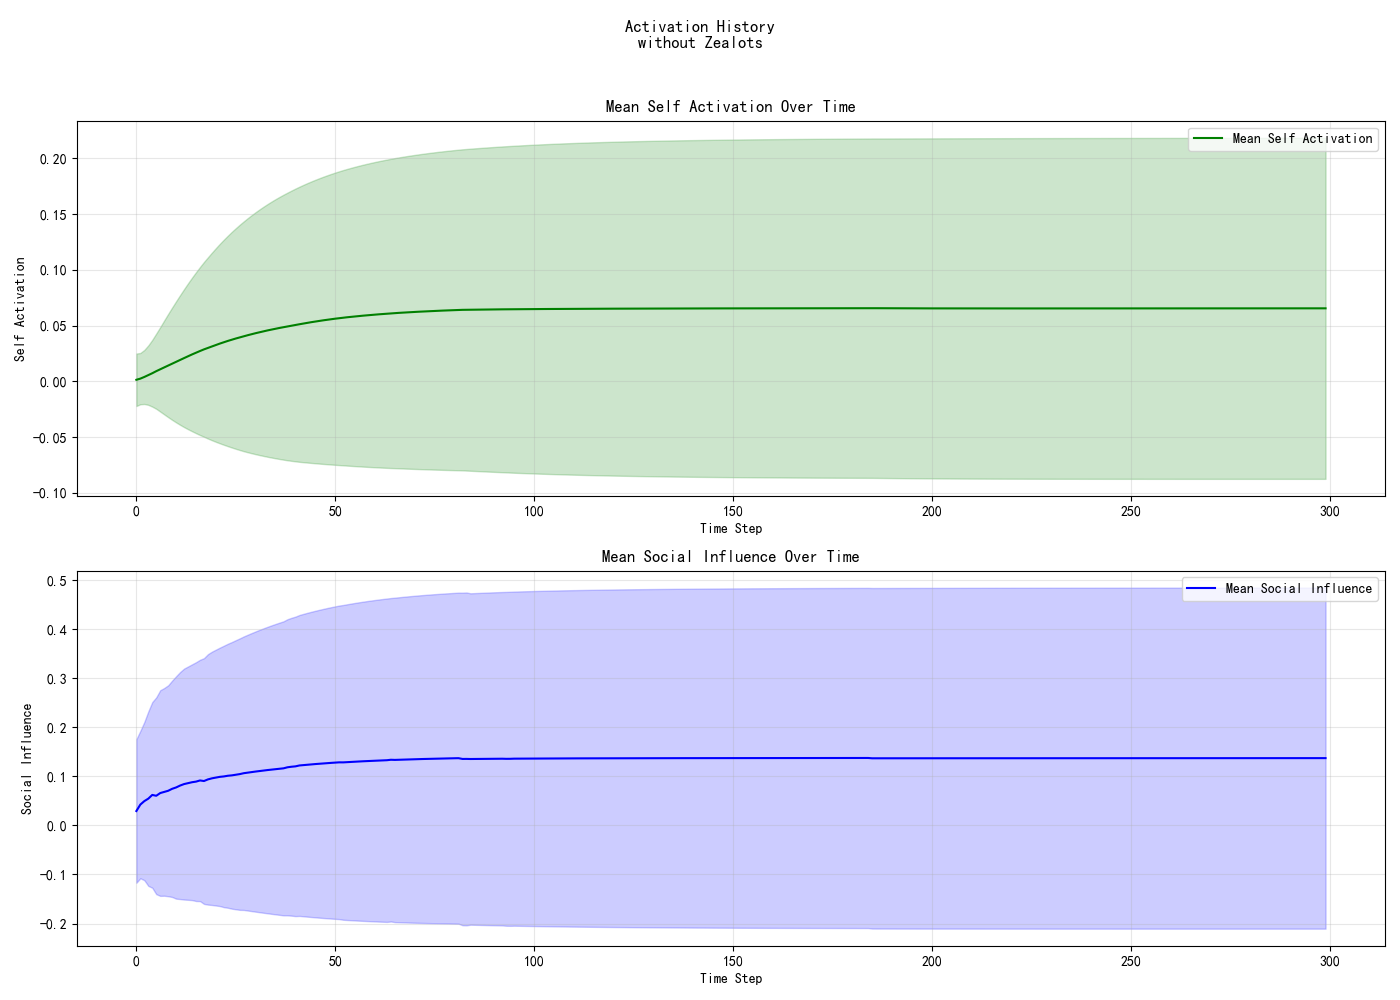 Activation History
without Zealots
Mean Self Activation Over Time
Mean Self Activation
Self Activation
0.20
0.15
0.10
0.05
0.00
−0.05
−0.10
0
50
100
150
200
250
300
Time Step
Mean Social Influence Over Time
Mean Social Influence
Social Influence
0.5
0.4
0.3
0.2
0.1
0.0
−0.1
−0.2
0
50
100
150
200
250
300
Time Step